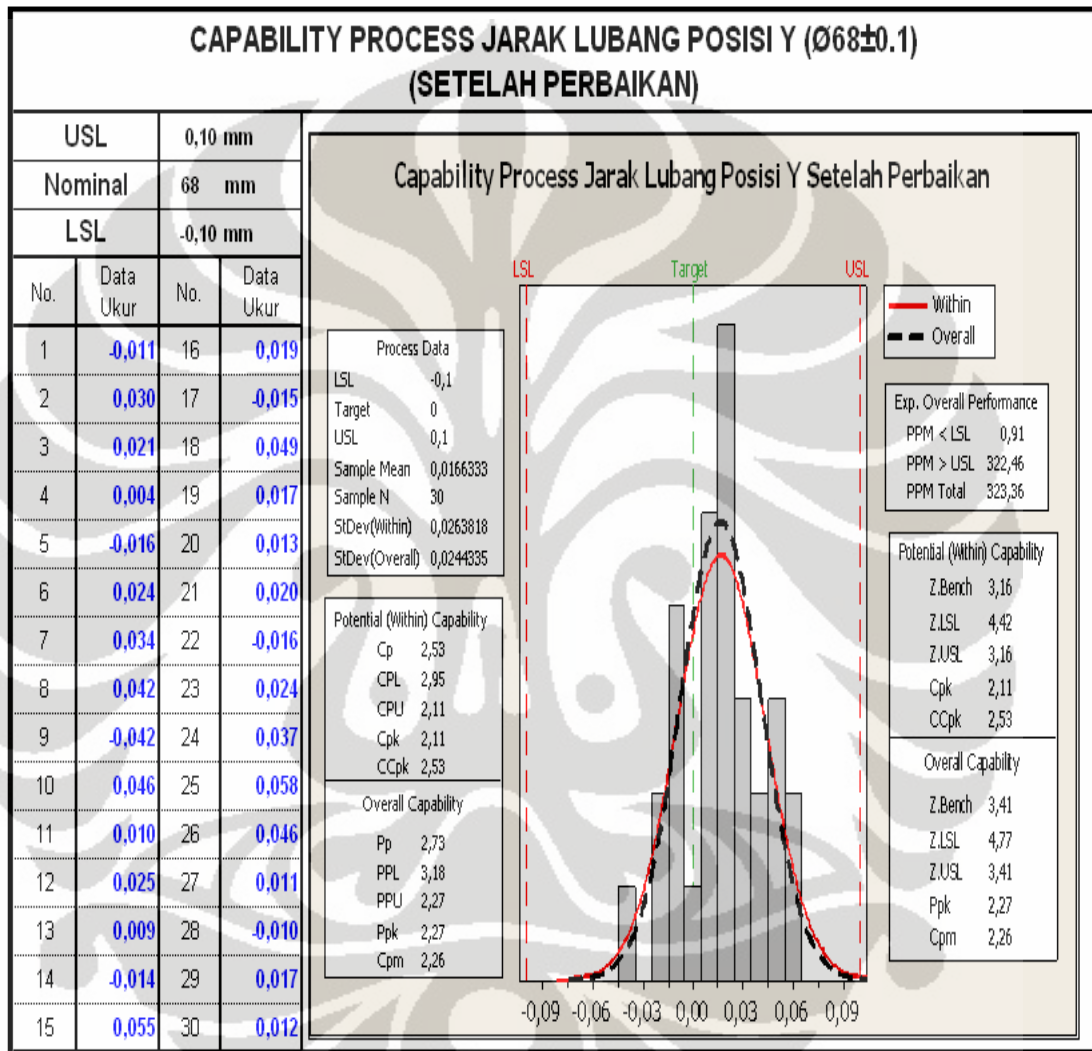 CAPABILITY PROCESS JARAK LUBANG POSISI Y (Ø68±0.1)
(SETELAH PERBAIKAN)
USL 0,10 mm
Nominal 68 mm
LSL -0,10 mm
No. Data Ukur No. Data Ukur
1 -0,011 16 0,019
2 0,030 17 -0,015
3 0,021 18 0,049
4 0,004 19 0,017
5 -0,016 20 0,013
6 0,024 21 0,020
7 0,034 22 -0,016
8 0,042 23 0,024
9 -0,042 24 0,037
10 0,046 25 0,058
11 0,010 26 0,046
12 0,025 27 0,011
13 0,009 28 -0,010
14 -0,014 29 0,017
15 0,055 30 0,012
Capability Process Jarak Lubang Posisi Y Setelah Perbaikan
LSL Target USL
Process Data
LSL -0,1
Target 0
USL 0,1
Sample Mean 0,0166333
Sample N 30
StDev(Within) 0,0263818
StDev(Overall) 0,0244335
Potential (Within) Capability
Cp 2,53
CPL 2,95
CPU 2,11
Cpk 2,11
CCpk 2,53
Overall Capability
Pp 2,73
PPL 3,18
PPU 2,27
Ppk 2,27
Cpm 2,26
-0,09 -0,06 -0,03 0,00 0,03 0,06 0,09
Within
Overall
Exp. Overall Performance
PPM < LSL 0,91
PPM > USL 322,46
PPM Total 323,36
Potential (Within) Capability
Z.Bench 3,16
Z.LSL 4,42
Z.USL 3,16
Cpk 2,11
CCpk 2,53
Overall Capability
Z.Bench 3,41
Z.LSL 4,77
Z.USL 3,41
Ppk 2,27
Cpm 2,26